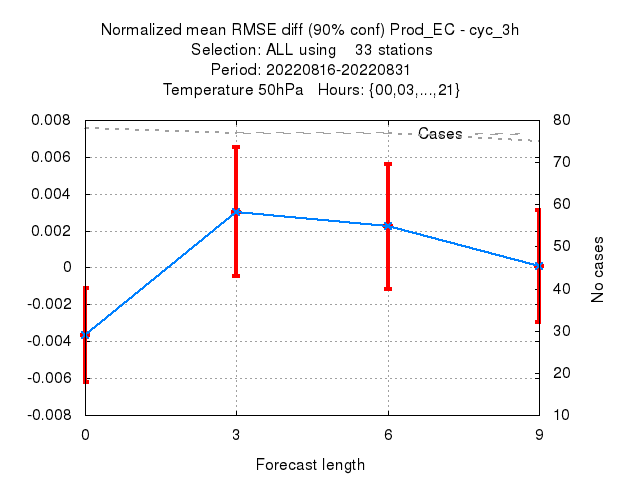 Normalized mean RMSE diff (90% conf) Prod_EC - cyc_3h
Selection: ALL using    33 stations
Period: 20220816-20220831
Temperature 50hPa   Hours: {00,03,...,21}
0.008
0.006
0.004
0.002
0
-0.002
-0.004
-0.006
-0.008
Cases
80
70
60
50
40
30
20
10
No cases
0 3 6 9
Forecast length